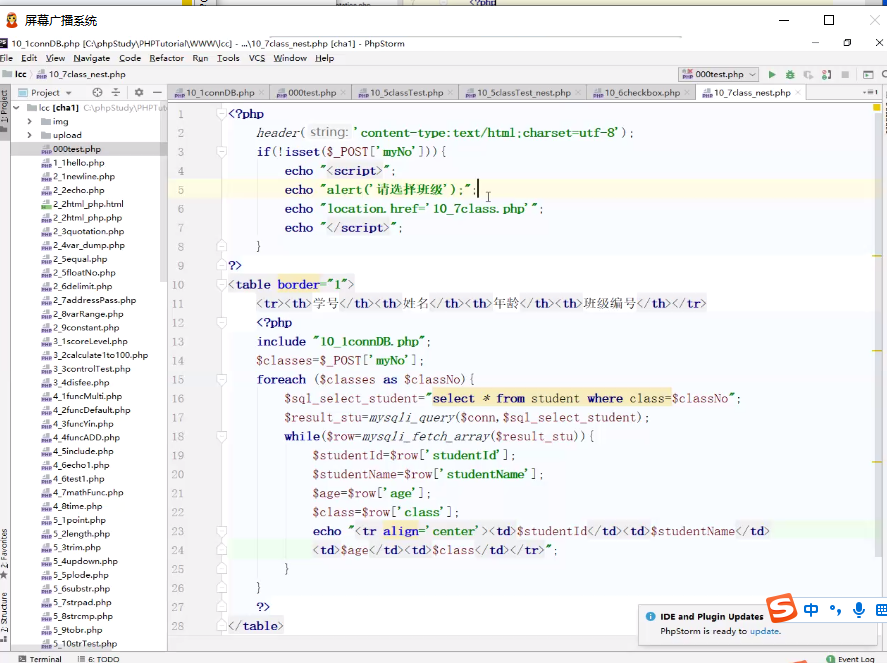 <?php
屏幕广播系统
10_1connDB.php [C:\phpStudy\PHPTutorial\WWW\lcc] - ...\10_7class_nest.php [cha1] - PhpStorm
File Edit View Navigate Code Refactor Run Tools VCS Window Help
lcc 10_7class_nest.php 000test.php
Project 10_1connDB.php 000test.php 10_5classTest.php 10_5classTest_nest.php 10_6checkbox.php 10_7class_nest.php
1: Project
lcc [cha1] C:\phpStudy\PHPTut
img
upload
000test.php
1_1hello.php
1_2newline.php
2_2echo.php
2_2html_php.html
2_2html_php.php
2_3quotation.php
2_4var_dump.php
2_5equal.php
2_5floatNo.php
2_6delimit.php
2_7addressPass.php
2_8varRange.php
2_9constant.php
3_1scoreLevel.php
3_2calculate1to100.php
3_3controlTest.php
3_4disfee.php
4_1funcMulti.php
4_2funcDefault.php
4_3funcYin.php
4_4funcADD.php
4_5include.php
4_6echo1.php
4_6test1.php
4_7mathFunc.php
4_8time.php
5_1point.php
5_2length.php
5_3trim.php
5_4updown.php
5_5plode.php
5_6substr.php
5_7strpad.php
5_8strcmp.php
5_9tobr.php
5_10strTest.php
2: Favorites
Z: Structure
1 <?php
2 header( string: 'content-type:text/html;charset=utf-8');
3 if(!isset($_POST['myNo'])){
4 echo "<script>";
5 echo "alert('请选择班级');";
6 echo "location.href='10_7class.php'";
7 echo "</script>";
8 }
9 ?>
10 <table border="1">
11 <tr><th>学号</th><th>姓名</th><th>年龄</th><th>班级编号</th></tr>
12 <?php
13 include "10_1connDB.php";
14 $classes=$_POST['myNo'];
15 foreach ($classes as $classNo){
16 $sql_select_student="select * from student where class=$classNo";
17 $result_stu=mysqli_query($conn,$sql_select_student);
18 while($row=mysqli_fetch_array($result_stu)){
19 $studentId=$row['studentId'];
20 $studentName=$row['studentName'];
21 $age=$row['age'];
22 $class=$row['class'];
23 echo "<tr align='center'><td>$studentId</td><td>$studentName</td>
24 <td>$age</td><td>$class</td></tr>";
25 }
26 }
27 ?>
28 </table>
IDE and Plugin Updates
PhpStorm is ready to update.
中
Terminal 6: TODO 1 Event Log